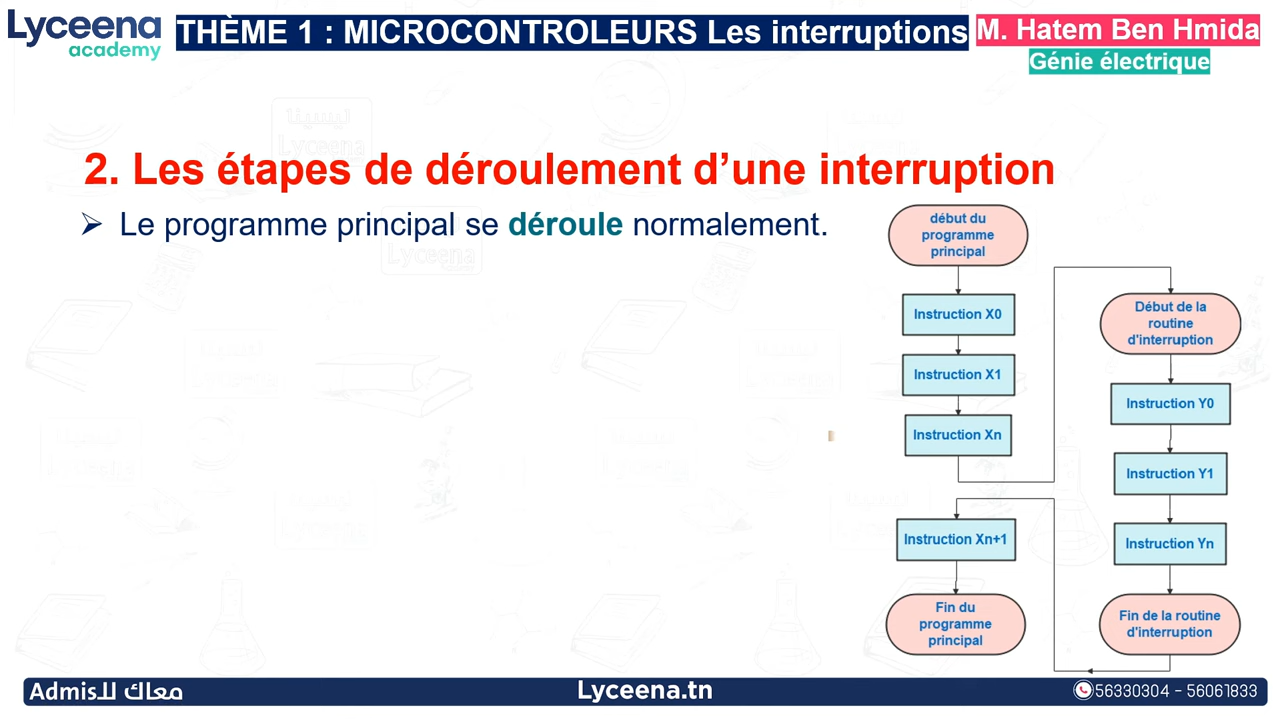 Lyceena
academy
THÈME 1 : MICROCONTROLEURS Les interruptions
M. Hatem Ben Hmida
Génie électrique
2. Les étapes de déroulement d’une interruption
➢ Le programme principal se déroule normalement.
début du
programme
principal
Instruction X0
Instruction X1
Instruction Xn
Instruction Xn+1
Fin du
programme
principal
Début de la
routine
d'interruption
Instruction Y0
Instruction Y1
Instruction Yn
Fin de la routine
d'interruption
معاك للـAdmis
Lyceena.tn
56330304 - 56061833